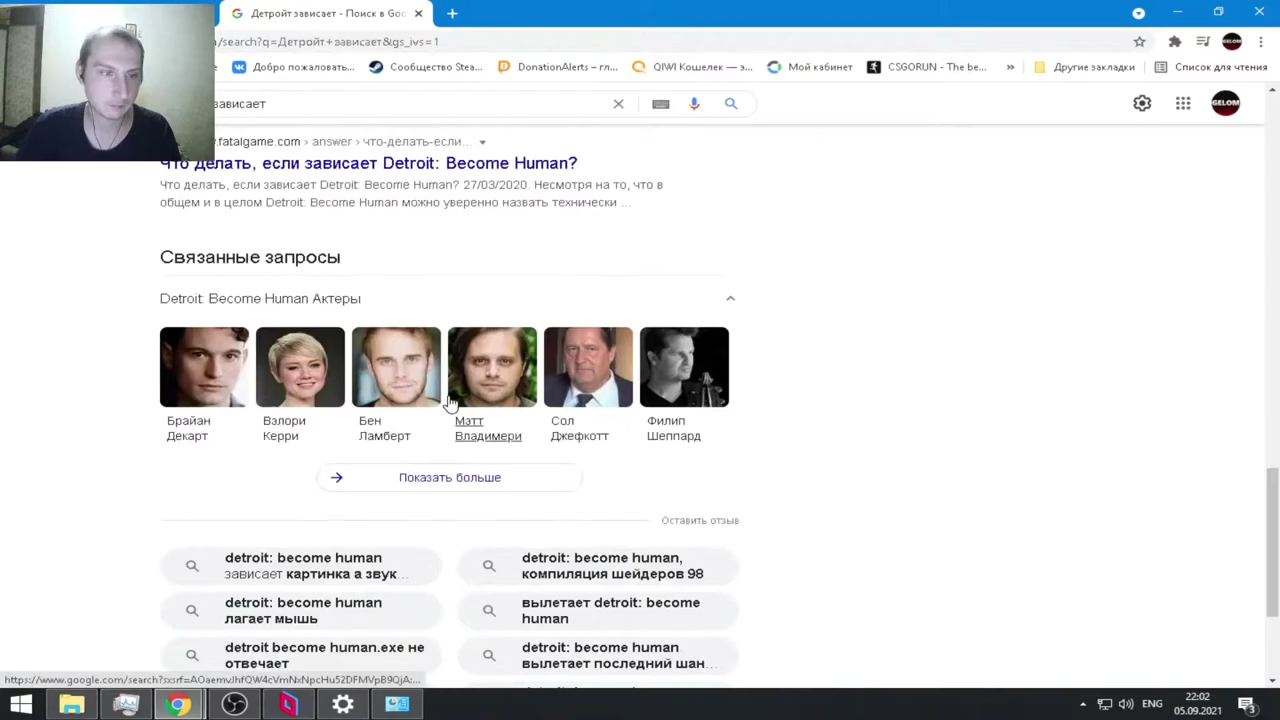 Детройт зависает - Поиск в Goo
/search?q=Детройт+зависает&gs_ivs=1
Добро пожаловать...
Сообщество Stea...
DonationAlerts – гл...
QIWI Кошелек — э...
Мой кабинет
CSGORUN - The be...
»
Другие закладки
Список для чтения
зависает
GELOM
.fatalgame.com › answer › что-делать-если...
Что делать, если зависает Detroit: Become Human?
Что делать, если зависает Detroit: Become Human? 27/03/2020. Несмотря на то, что в
общем и в целом Detroit: Become Human можно уверенно назвать технически ...
Связанные запросы
Detroit: Become Human Актеры
Брайан
Декарт
Вэлори
Керри
Бен
Ламберт
Мэтт
Владимери
Сол
Джефкотт
Филип
Шеппард
Показать больше
Оставить отзыв
detroit: become human
зависает картинка а звук...
detroit: become human,
компиляция шейдеров 98
detroit: become human
лагает мышь
вылетает detroit: become
human
detroit become human.exe не
отвечает
detroit: become human
вылетает последний шан...
ENG
22:02
05.09.2021
3